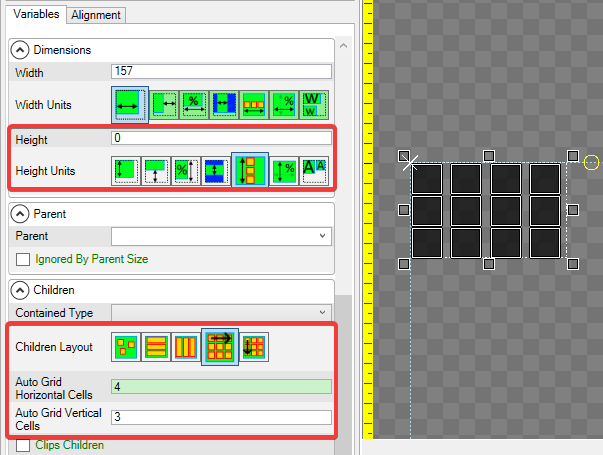 Variables Alignment
Dimensions
Width 157
Width Units % % W W
Height 0
Height Units % % A A
Parent
Parent
Ignored By Parent Size
Children
Contained Type
Children Layout
Auto Grid
Horizontal Cells 4
Auto Grid Vertical
Cells 3
Clips Children